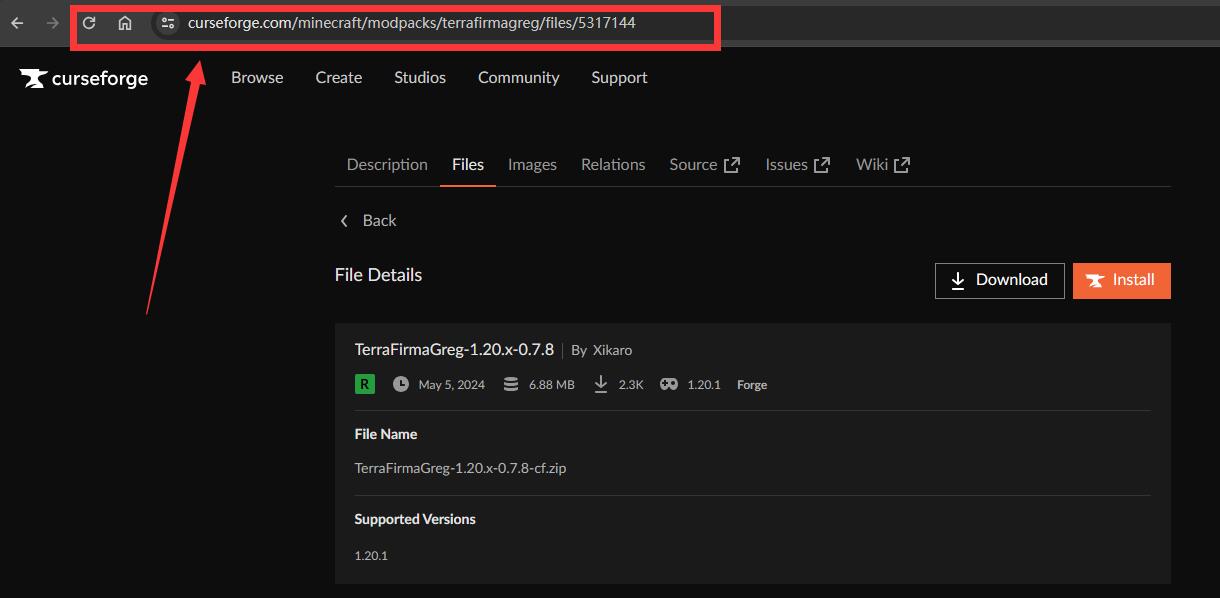 curseforge.com/minecraft/modpacks/terrafirmagreg/files/5317144
curseforge Browse Create Studios Community Support
Description Files Images Relations Source Issues Wiki
Back
File Details
Download Install
TerraFirmaGreg-1.20.x-0.7.8 By Xikaro
R May 5, 2024 6.88 MB 2.3K 1.20.1 Forge
File Name
TerraFirmaGreg-1.20.x-0.7.8-cf.zip
Supported Versions
1.20.1